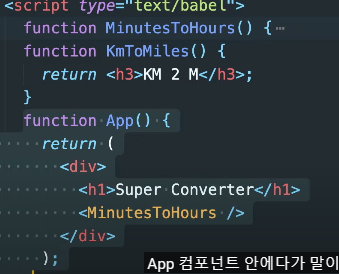 <script type="text/babel">
function MinutesToHours() {…
function KmToMiles() {
return <h3>KM 2 M</h3>;
}
function App() {
return (
<div>
<h1>Super Converter</h1>
<MinutesToHours />
</div>
);
App 컴포넌트 안에다가 말이